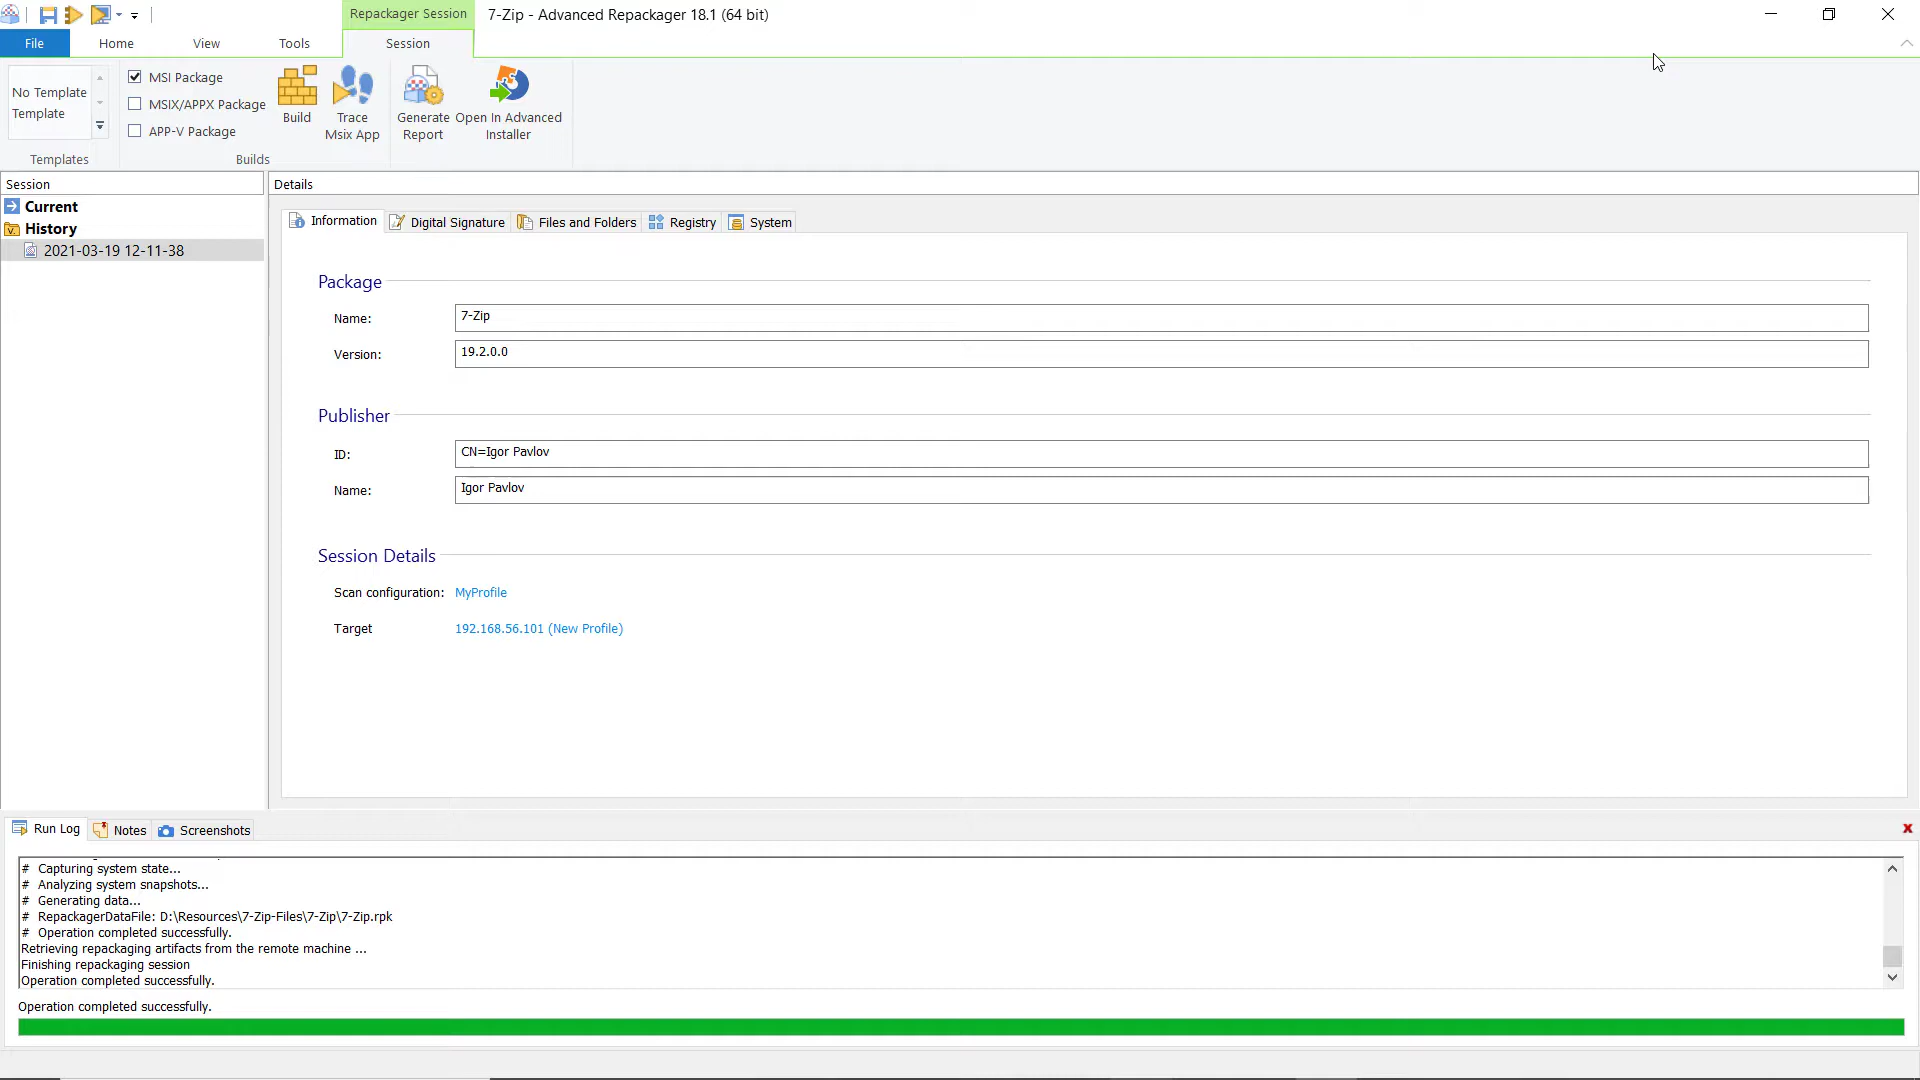 Repackager Session
7-Zip - Advanced Repackager 18.1 (64 bit)
File
Home
View
Tools
Session
No Template
Template
Templates
MSI Package
MSIX/APPX Package
APP-V Package
Builds
Build
Trace
Msix App
Generate
Report
Open In Advanced
Installer
Session
Current
History
2021-03-19 12-11-38
Details
Information
Digital Signature
Files and Folders
Registry
System
Package
Name:
7-Zip
Version:
19.2.0.0
Publisher
ID:
CN=Igor Pavlov
Name:
Igor Pavlov
Session Details
Scan configuration:
MyProfile
Target
192.168.56.101 (New Profile)
Run Log
Notes
Screenshots
# Capturing system state...
# Analyzing system snapshots...
# Generating data...
# RepackagerDataFile: D:\Resources\7-Zip-Files\7-Zip\7-Zip.rpk
# Operation completed successfully.
Retrieving repackaging artifacts from the remote machine ...
Finishing repackaging session
Operation completed successfully.
Operation completed successfully.